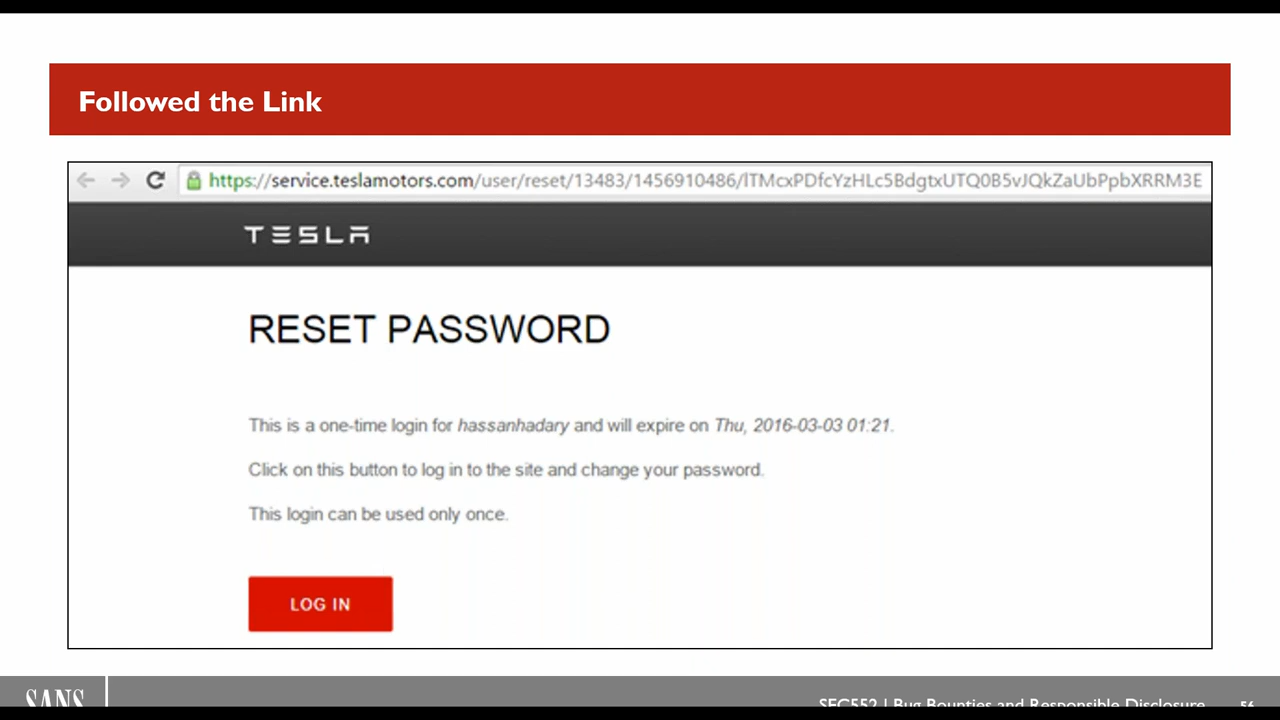 Followed the Link
https://service.teslamotors.com/user/reset/13483/1456910486/lTMcxPDfcYzHLc5BdgtxUTQ0B5vJQkZaUbPpbXRRM3E
TESLA
RESET PASSWORD
This is a one-time login for hassanhadary and will expire on Thu, 2016-03-03 01:21.
Click on this button to log in to the site and change your password.
This login can be used only once.
LOG IN
SANS
SEC552 | Bug Bounties and Responsible Disclosure
56